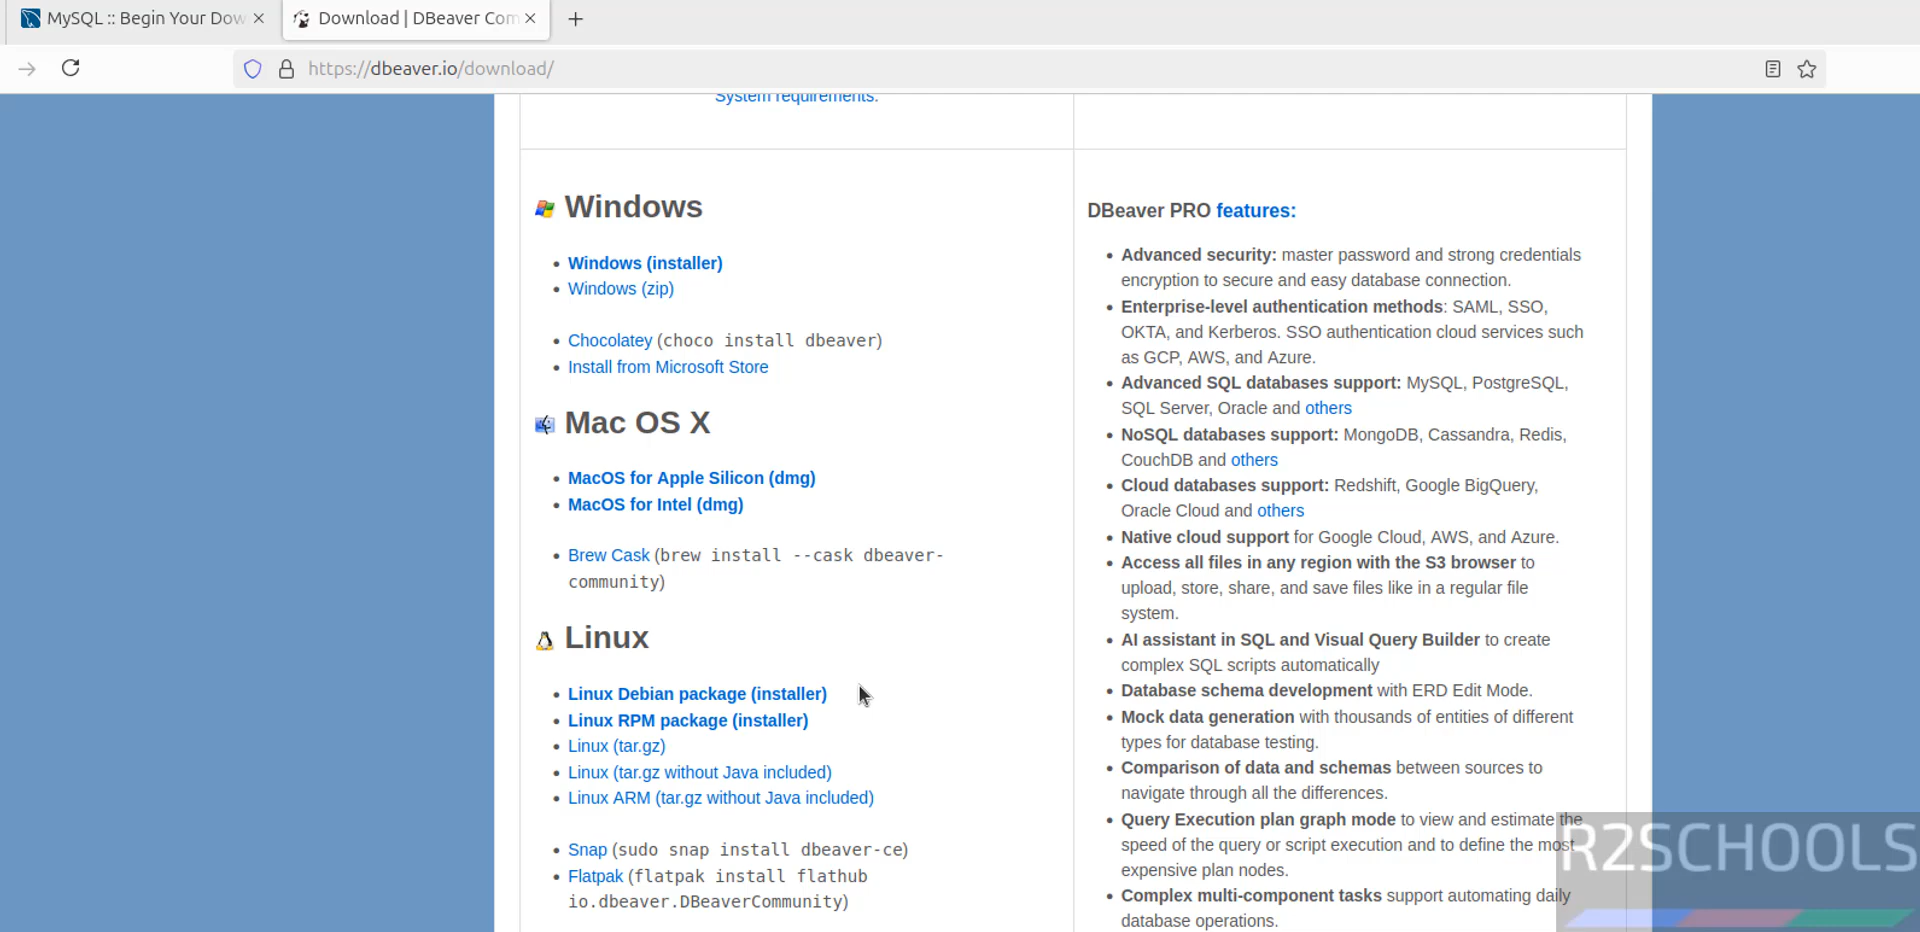 MySQL :: Begin Your Dow
Download | DBeaver Com
https://dbeaver.io/download/
System requirements.
Windows
Windows (installer)
Windows (zip)
Chocolatey (choco install dbeaver)
Install from Microsoft Store
Mac OS X
MacOS for Apple Silicon (dmg)
MacOS for Intel (dmg)
Brew Cask (brew install --cask dbeaver-
community)
Linux
Linux Debian package (installer)
Linux RPM package (installer)
Linux (tar.gz)
Linux (tar.gz without Java included)
Linux ARM (tar.gz without Java included)
Snap (sudo snap install dbeaver-ce)
Flatpak (flatpak install flathub
io.dbeaver.DBeaverCommunity)
DBeaver PRO features:
Advanced security: master password and strong credentials
encryption to secure and easy database connection.
Enterprise-level authentication methods: SAML, SSO,
OKTA, and Kerberos. SSO authentication cloud services such
as GCP, AWS, and Azure.
Advanced SQL databases support: MySQL, PostgreSQL,
SQL Server, Oracle and others
NoSQL databases support: MongoDB, Cassandra, Redis,
CouchDB and others
Cloud databases support: Redshift, Google BigQuery,
Oracle Cloud and others
Native cloud support for Google Cloud, AWS, and Azure.
Access all files in any region with the S3 browser to
upload, store, share, and save files like in a regular file
system.
AI assistant in SQL and Visual Query Builder to create
complex SQL scripts automatically
Database schema development with ERD Edit Mode.
Mock data generation with thousands of entities of different
types for database testing.
Comparison of data and schemas between sources to
navigate through all the differences.
Query Execution plan graph mode to view and estimate the
speed of the query or script execution and to define the most
expensive plan nodes.
Complex multi-component tasks support automating daily
database operations.
R2SCHOOLS